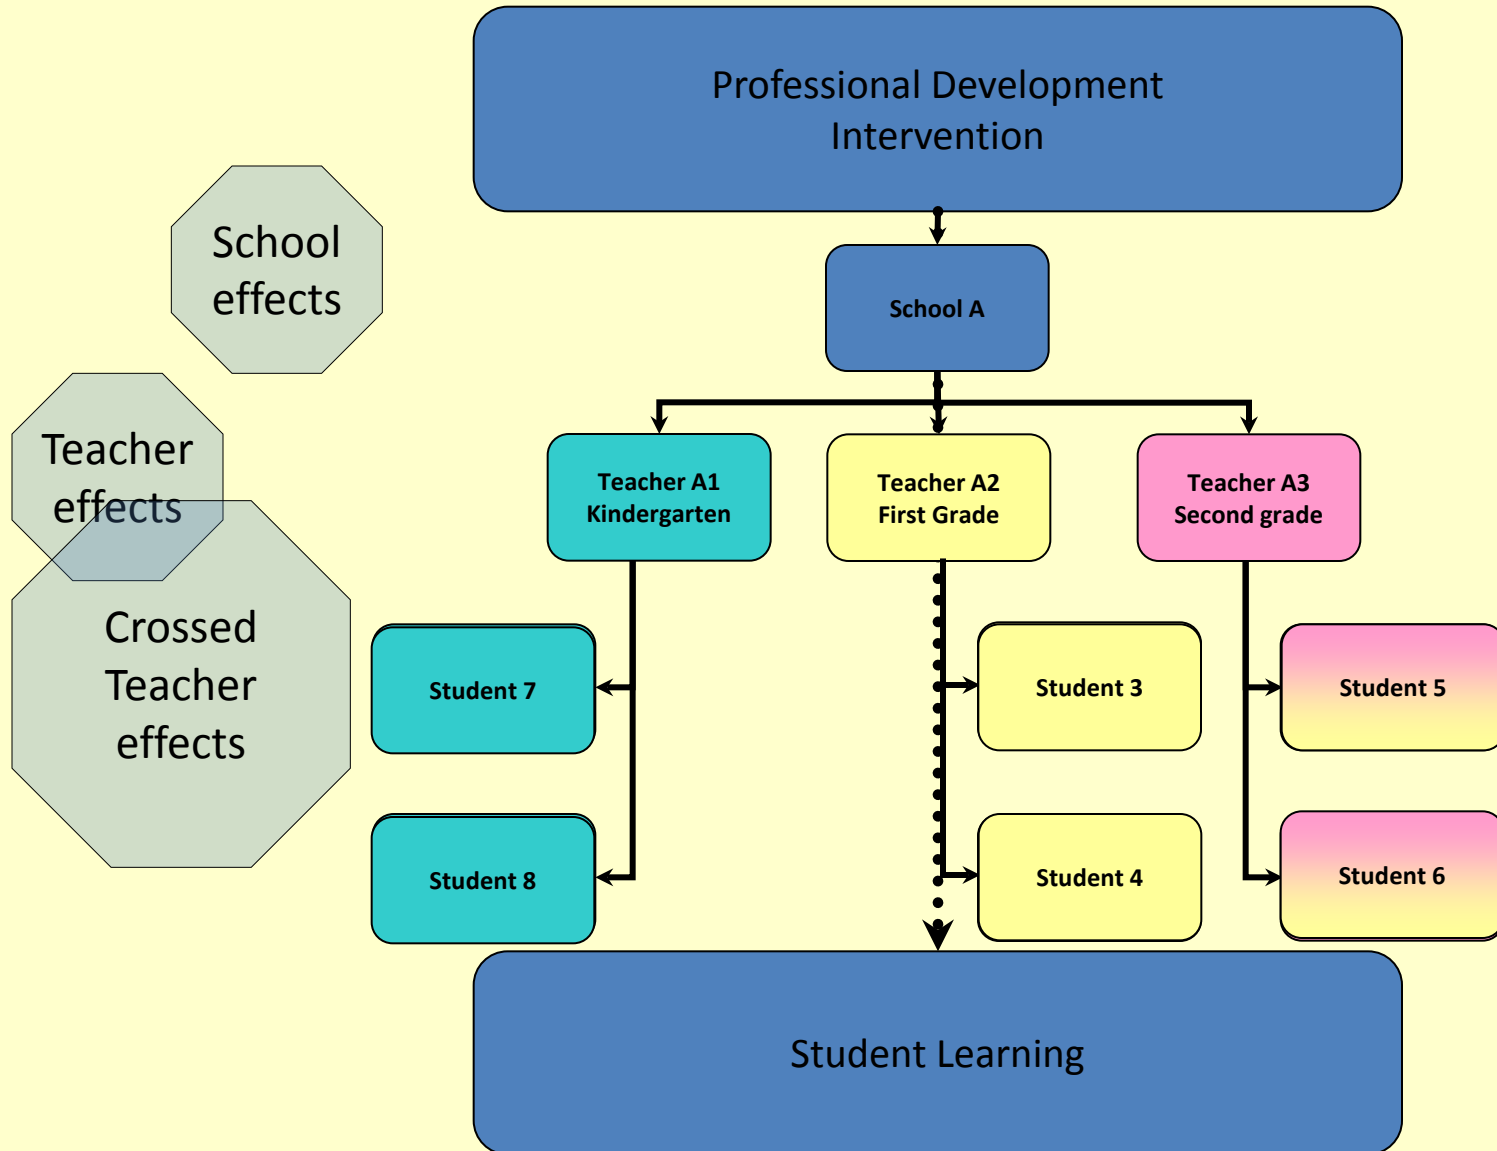 Professional Development
Intervention
School
effects
School A
Teacher
effects
Teacher A1
Kindergarten
Teacher A2
First Grade
Teacher A3
Second grade
Crossed
Teacher
effects
Student 7
Student 3
Student 5
Student 8
Student 4
Student 6
Student Learning